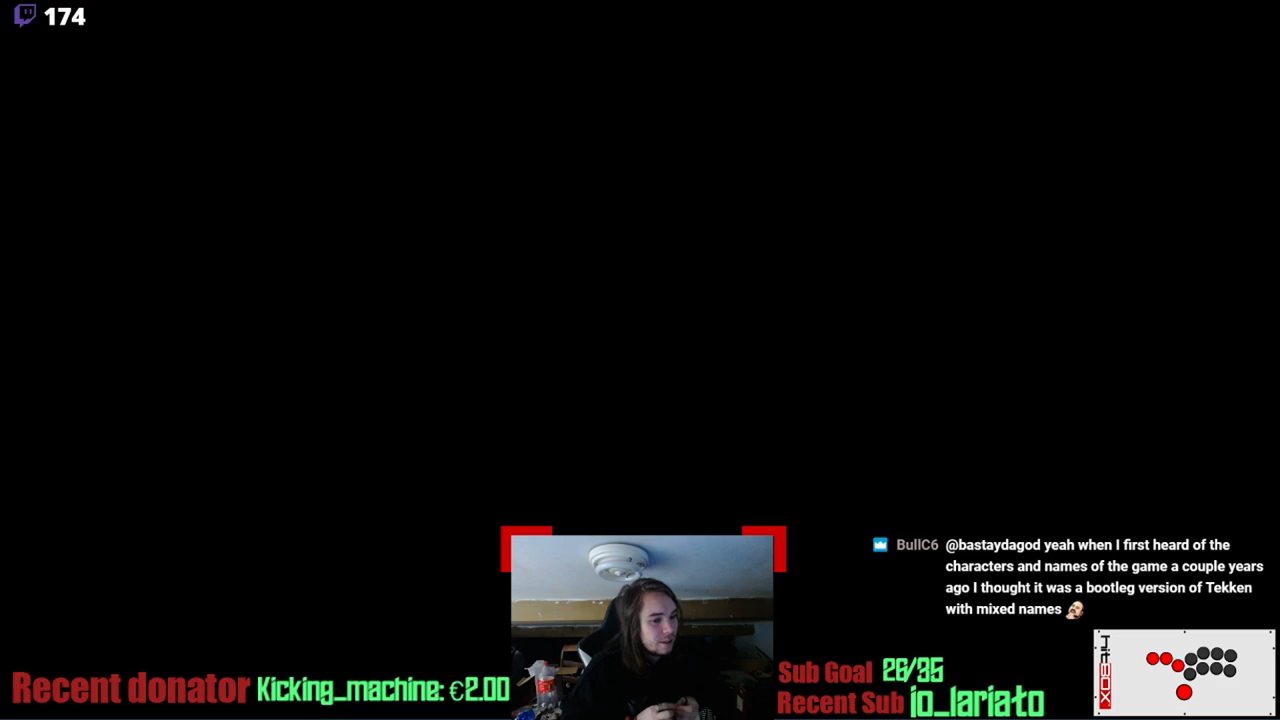 174
BullC6 @bastaydagod yeah when I first heard of the
characters and names of the game a couple years
ago I thought it was a bootleg version of Tekken
with mixed names
hitBOX
Recent donator Kicking_machine: €2.00
Sub Goal 26/35
Recent Sub io_lariato